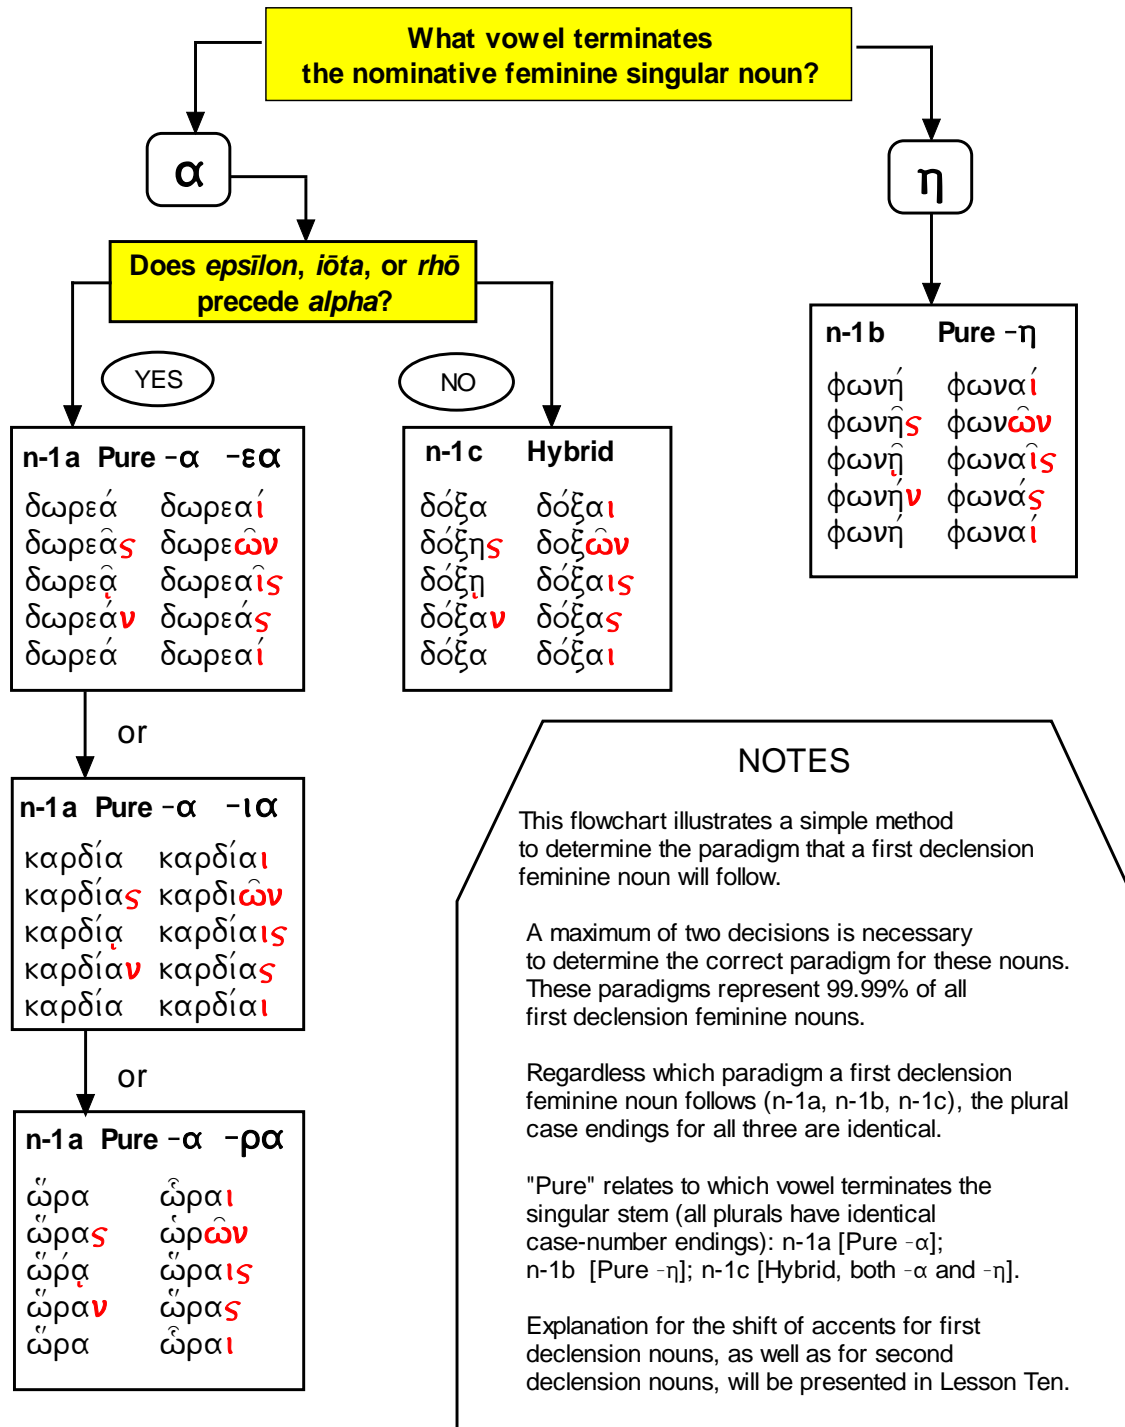 What vowel terminates
the nominative feminine singular noun?
α
η
Does epsīlon, iōta, or rhō
precede alpha?
YES
NO
n-1a Pure -α -εα
δωρεά δωρεαί
δωρεᾶς δωρεῶν
δωρεᾷ δωρεαῖς
δωρεάν δωρεάς
δωρεά δωρεαί
n-1c Hybrid
δόξα δόξαι
δόξης δοξῶν
δόξῃ δόξαις
δόξαν δόξας
δόξα δόξαι
n-1b Pure -η
φωνή φωναί
φωνῆς φωνῶν
φωνῇ φωναῖς
φωνήν φωνάς
φωνή φωναί
or
n-1a Pure -α -ια
καρδία καρδίαι
καρδίας καρδιῶν
καρδίᾳ καρδίαις
καρδίαν καρδίας
καρδία καρδίαι
or
n-1a Pure -α -ρα
ὥρα ὧραι
ὥρας ὡρῶν
ὥρᾴ ὥραις
ὥραν ὥρας
ὥρα ὧραι
NOTES
This flowchart illustrates a simple method
to determine the paradigm that a first declension
feminine noun will follow.
A maximum of two decisions is necessary
to determine the correct paradigm for these nouns.
These paradigms represent 99.99% of all
first declension feminine nouns.
Regardless which paradigm a first declension
feminine noun follows (n-1a, n-1b, n-1c), the plural
case endings for all three are identical.
"Pure" relates to which vowel terminates the
singular stem (all plurals have identical
case-number endings): n-1a [Pure -α];
n-1b [Pure -η]; n-1c [Hybrid, both -α and -η].
Explanation for the shift of accents for first
declension nouns, as well as for second
declension nouns, will be presented in Lesson Ten.